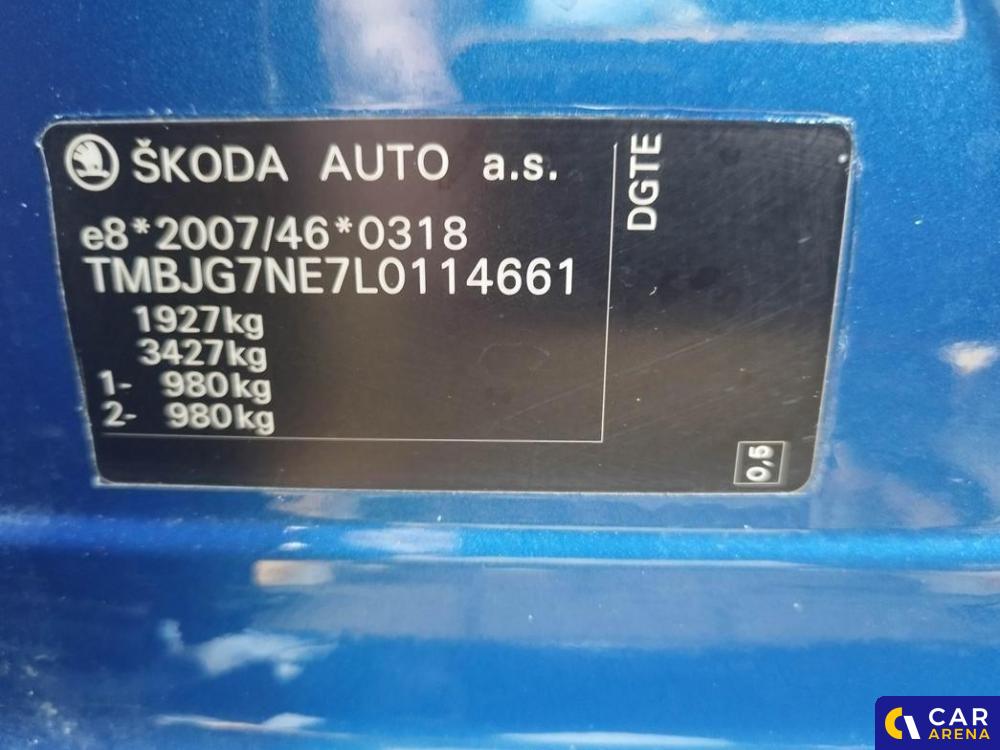 ŠKODA AUTO a.s.
e8*2007/46*0318
TMBJG7NE7L0114661
1927kg
3427kg
1- 980kg
2- 980kg
DGTE
0,5
CAR
ARENA